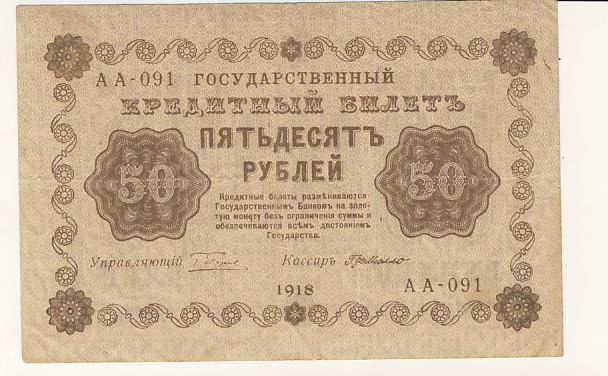 АА-091 ГОСУДАРСТВЕННЫЙ
КРЕДИТНЫЙ БИЛЕТЪ
ПЯТЬДЕСЯТЪ
РУБЛЕЙ
50
50
Кредитные билеты размѣниваются
Государственнымъ Банкомъ на золо-
тую монету безъ ограниченія суммы и
обезпечиваются всѣмъ достояніемъ
Государства.
Управляющій
Кассиръ
1918
АА-091